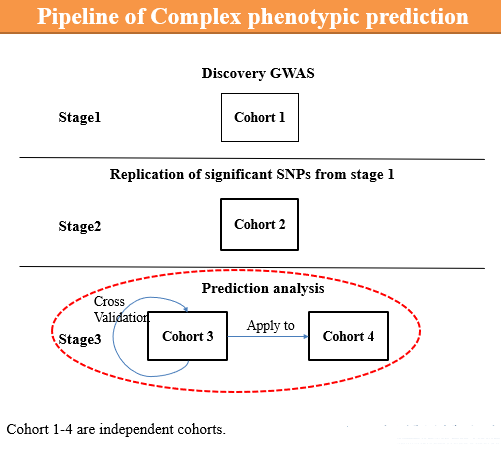 Pipeline of Complex phenotypic prediction
Discovery GWAS
Stage1
Cohort 1
Replication of significant SNPs from stage 1
Stage2
Cohort 2
Prediction analysis
Cross
Validation
Stage3
Cohort 3
Apply to
Cohort 4
Cohort 1-4 are independent cohorts.